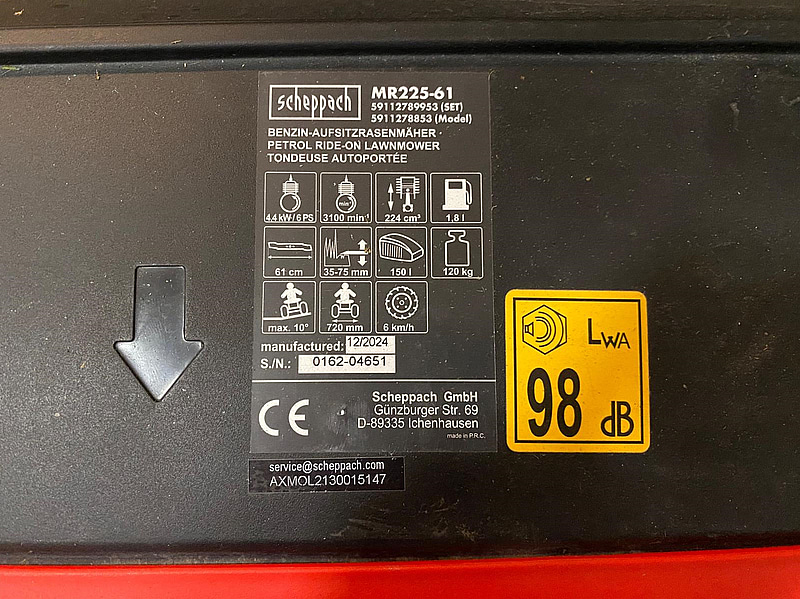 scheppach
MR225-61
59112789953 (SET)
5911278853 (Model)
BENZIN-AUFSITZRASENMÄHER
PETROL RIDE-ON LAWNMOWER
TONDEUSE AUTOPORTÉE
4.4 kW/6 PS
min⁻¹
3100 min⁻¹
224 cm³
1,8 l
61 cm
35-75 mm
150 l
120 kg
max. 10°
720 mm
6 km/h
manufactured: 12/2024
S./N.: 0162-04651
CE
Scheppach GmbH
Günzburger Str. 69
D-89335 Ichenhausen
made in P.R.C.
service@scheppach.com
AXMOL2130015147
LWA
98 dB